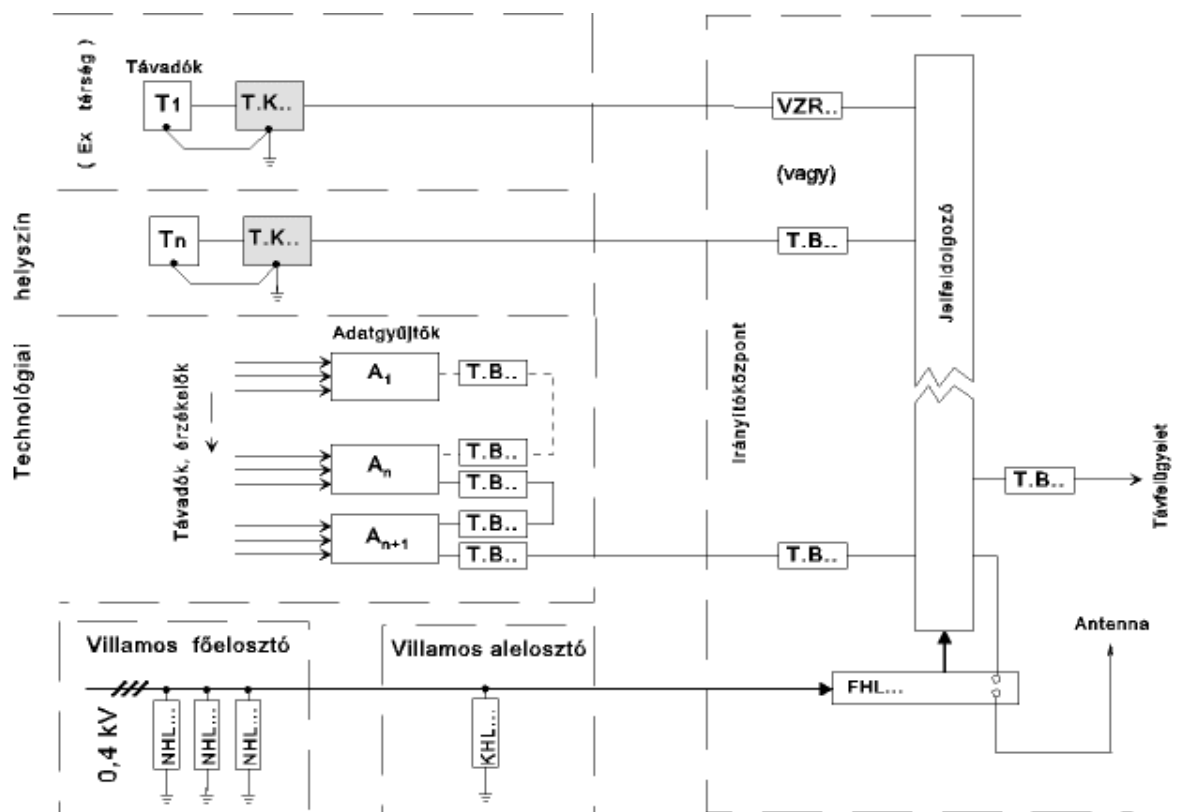 ( Ex térség )
Távadók
T1
T.K..
VZR..
(vagy)
Technológiai helyszín
Tn
T.K..
T.B..
Jelfeldolgozó
Irányítóközpont
Adatgyűjtők
Távadók, érzékelők
A1
T.B..
An
T.B..
T.B..
An+1
T.B..
T.B..
T.B..
T.B..
Távfelügyelet
Villamos főelosztó
Villamos alelosztó
Antenna
FHL...
0,4 kV
NHL...
NHL...
NHL...
KHL...